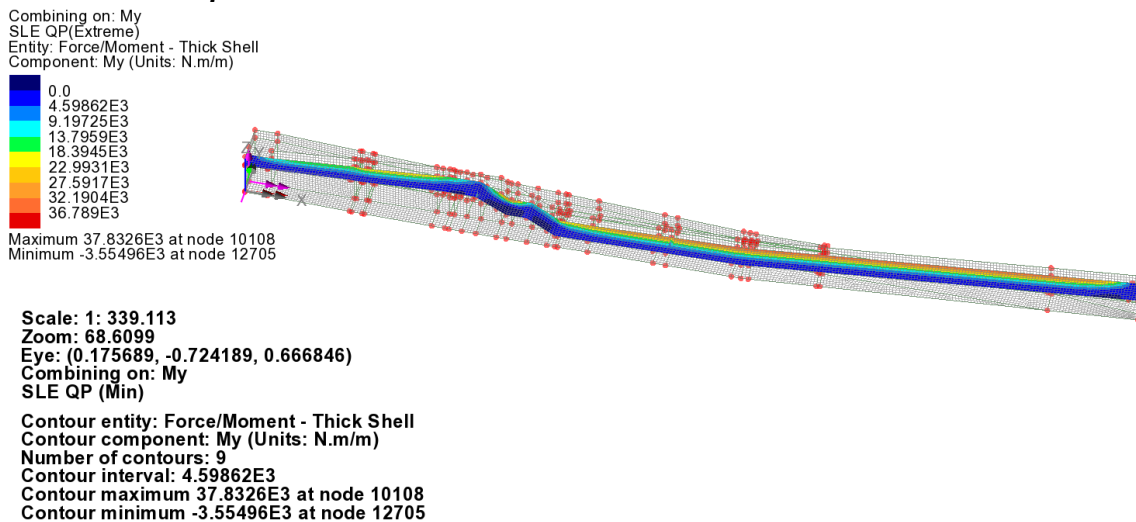 Combining on: My
SLE QP(Extreme)
Entity: Force/Moment - Thick Shell
Component: My (Units: N.m/m)
0.0
4.59862E3
9.19725E3
13.7959E3
18.3945E3
22.9931E3
27.5917E3
32.1904E3
36.789E3
Maximum 37.8326E3 at node 10108
Minimum -3.55496E3 at node 12705
Z
Y
X
Scale: 1: 339.113
Zoom: 68.6099
Eye: (0.175689, -0.724189, 0.666846)
Combining on: My
SLE QP (Min)
Contour entity: Force/Moment - Thick Shell
Contour component: My (Units: N.m/m)
Number of contours: 9
Contour interval: 4.59862E3
Contour maximum 37.8326E3 at node 10108
Contour minimum -3.55496E3 at node 12705